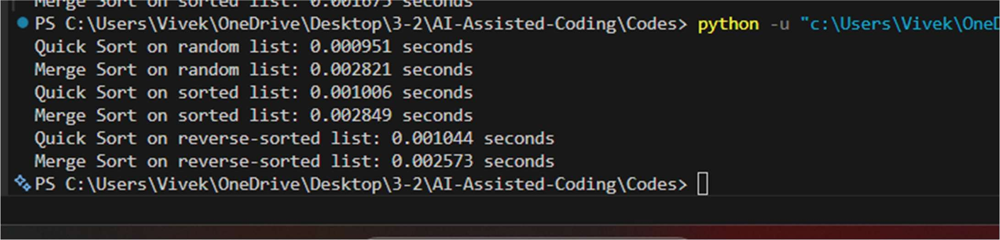 Merge Sort on sorted list: 0.001675 seconds
PS C:\Users\Vivek\OneDrive\Desktop\3-2\AI-Assisted-Coding\Codes> python -u "c:\Users\Vivek\OneD
Quick Sort on random list: 0.000951 seconds
Merge Sort on random list: 0.002821 seconds
Quick Sort on sorted list: 0.001006 seconds
Merge Sort on sorted list: 0.002849 seconds
Quick Sort on reverse-sorted list: 0.001044 seconds
Merge Sort on reverse-sorted list: 0.002573 seconds
PS C:\Users\Vivek\OneDrive\Desktop\3-2\AI-Assisted-Coding\Codes>